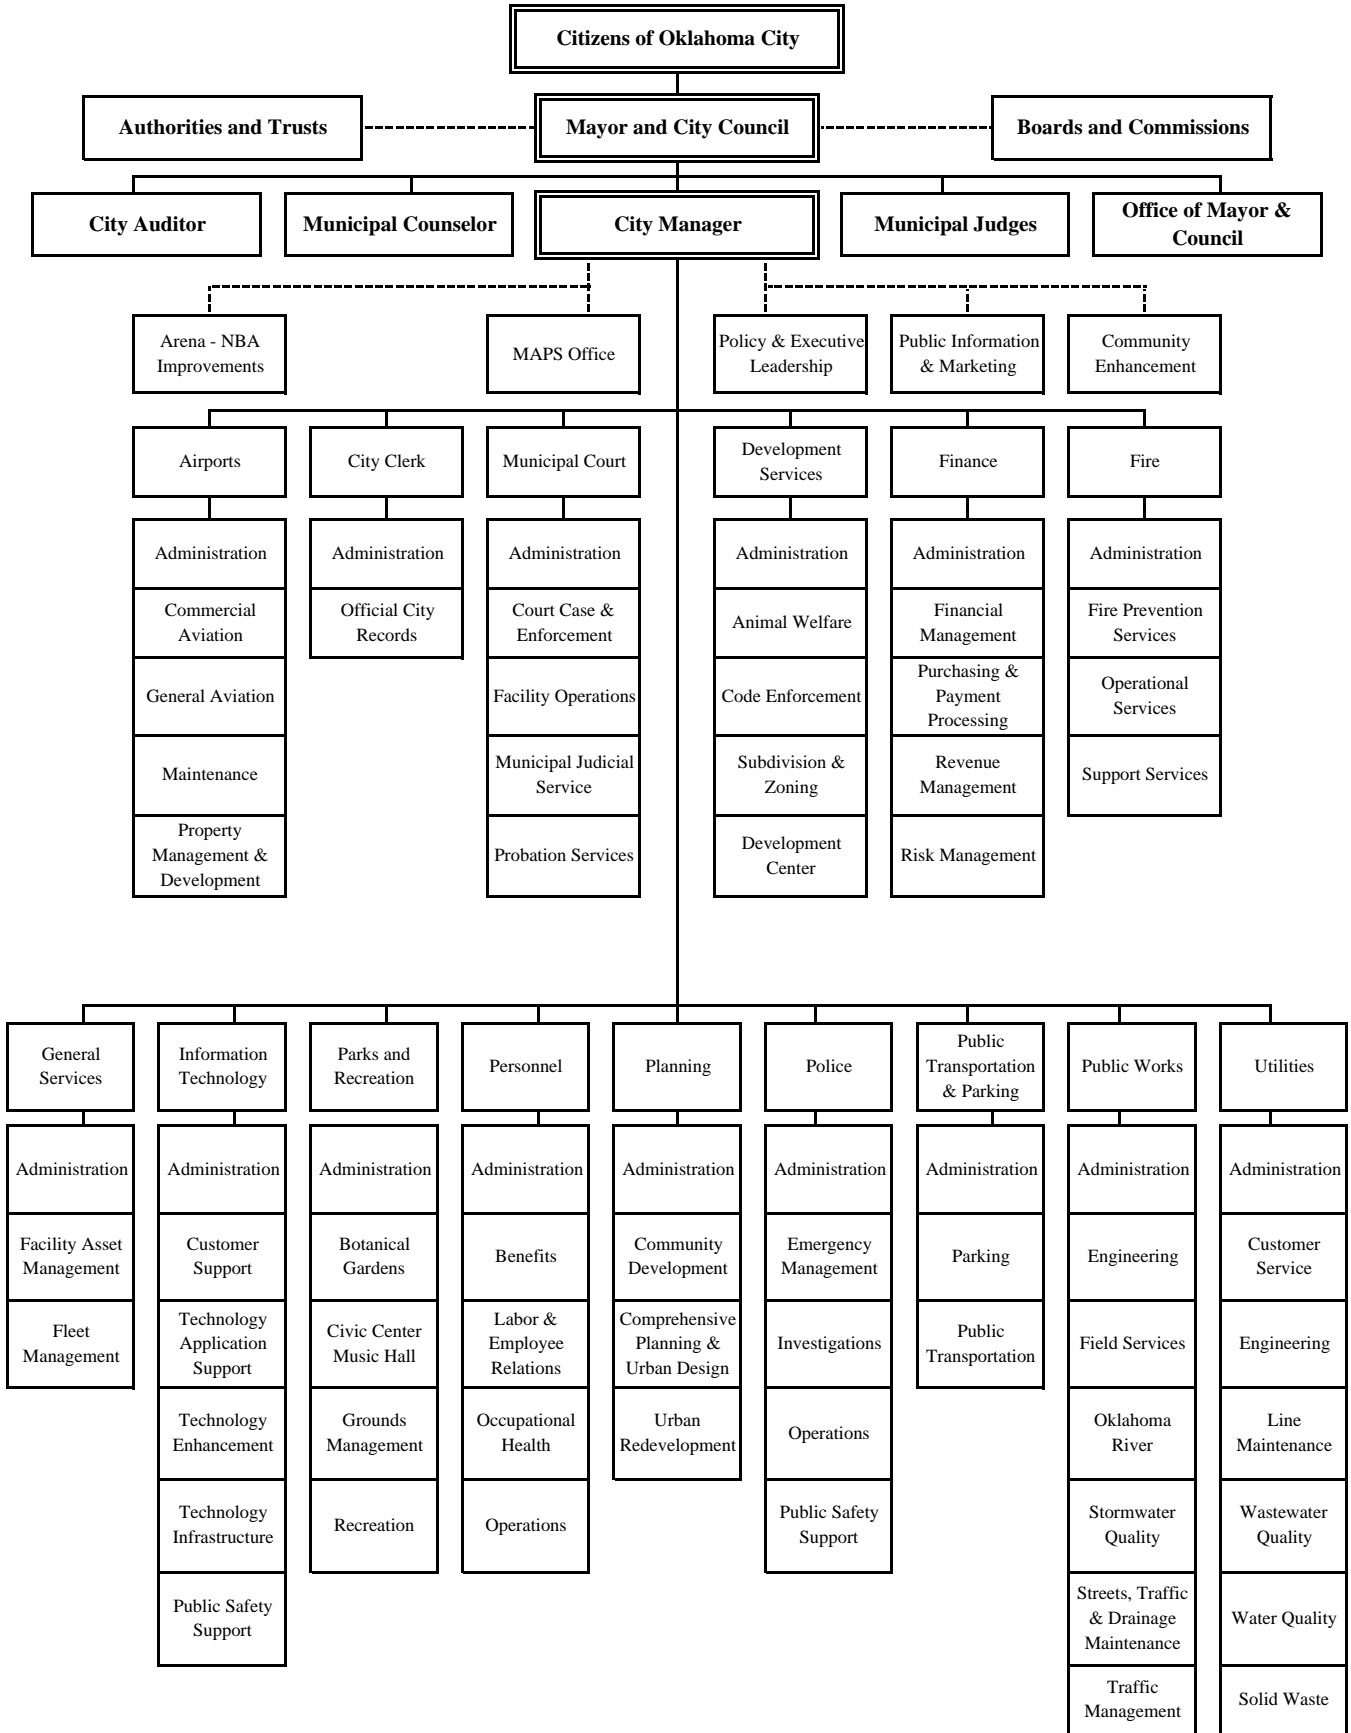 Citizens of Oklahoma City
Authorities and Trusts
Mayor and City Council
Boards and Commissions
City Auditor
Municipal Counselor
City Manager
Municipal Judges
Office of Mayor &
Council
Arena - NBA
Improvements
MAPS Office
Policy & Executive
Leadership
Public Information
& Marketing
Community
Enhancement
Airports
City Clerk
Municipal Court
Development
Services
Finance
Fire
Administration
Commercial
Aviation
General Aviation
Maintenance
Property
Management &
Development
Administration
Official City
Records
Administration
Court Case &
Enforcement
Facility Operations
Municipal Judicial
Service
Probation Services
Administration
Animal Welfare
Code Enforcement
Subdivision &
Zoning
Development
Center
Administration
Financial
Management
Purchasing &
Payment
Processing
Revenue
Management
Risk Management
Administration
Fire Prevention
Services
Operational
Services
Support Services
General
Services
Information
Technology
Parks and
Recreation
Personnel
Planning
Police
Public
Transportation
& Parking
Public Works
Utilities
Administration
Facility Asset
Management
Fleet
Management
Administration
Customer
Support
Technology
Application
Support
Technology
Enhancement
Technology
Infrastructure
Public Safety
Support
Administration
Botanical
Gardens
Civic Center
Music Hall
Grounds
Management
Recreation
Administration
Benefits
Labor &
Employee
Relations
Occupational
Health
Operations
Administration
Community
Development
Comprehensive
Planning &
Urban Design
Urban
Redevelopment
Administration
Emergency
Management
Investigations
Operations
Public Safety
Support
Administration
Parking
Public
Transportation
Administration
Engineering
Field Services
Oklahoma
River
Stormwater
Quality
Streets, Traffic
& Drainage
Maintenance
Traffic
Management
Administration
Customer
Service
Engineering
Line
Maintenance
Wastewater
Quality
Water Quality
Solid Waste